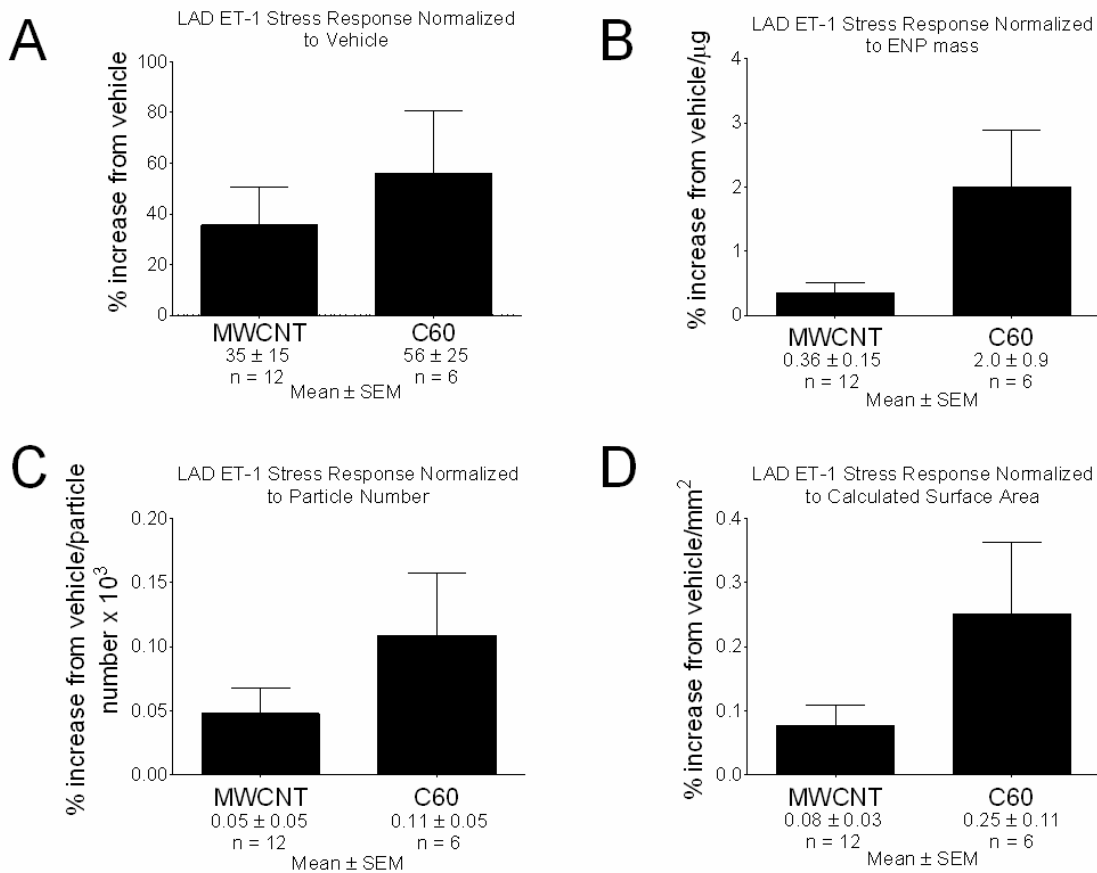 A
LAD ET-1 Stress Response Normalized
to Vehicle
% increase from vehicle
100
80
60
40
20
0
MWCNT
35 ± 15
n = 12
C60
56 ± 25
n = 6
Mean ± SEM
B
LAD ET-1 Stress Response Normalized
to ENP mass
% increase from vehicle/µg
4
3
2
1
0
MWCNT
0.36 ± 0.15
n = 12
C60
2.0 ± 0.9
n = 6
Mean ± SEM
C
LAD ET-1 Stress Response Normalized
to Particle Number
% increase from vehicle/particle
number x 10³
0.20
0.15
0.10
0.05
0.00
MWCNT
0.05 ± 0.05
n = 12
C60
0.11 ± 0.05
n = 6
Mean ± SEM
D
LAD ET-1 Stress Response Normalized
to Calculated Surface Area
% increase from vehicle/mm²
0.4
0.3
0.2
0.1
0.0
MWCNT
0.08 ± 0.03
n = 12
C60
0.25 ± 0.11
n = 6
Mean ± SEM